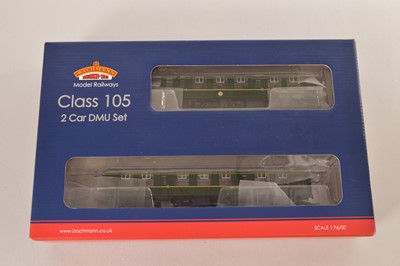 BACHMANN
Model Railways
Class 105
2 Car DMU Set
www.bachmann.co.uk
SCALE 1:76/00